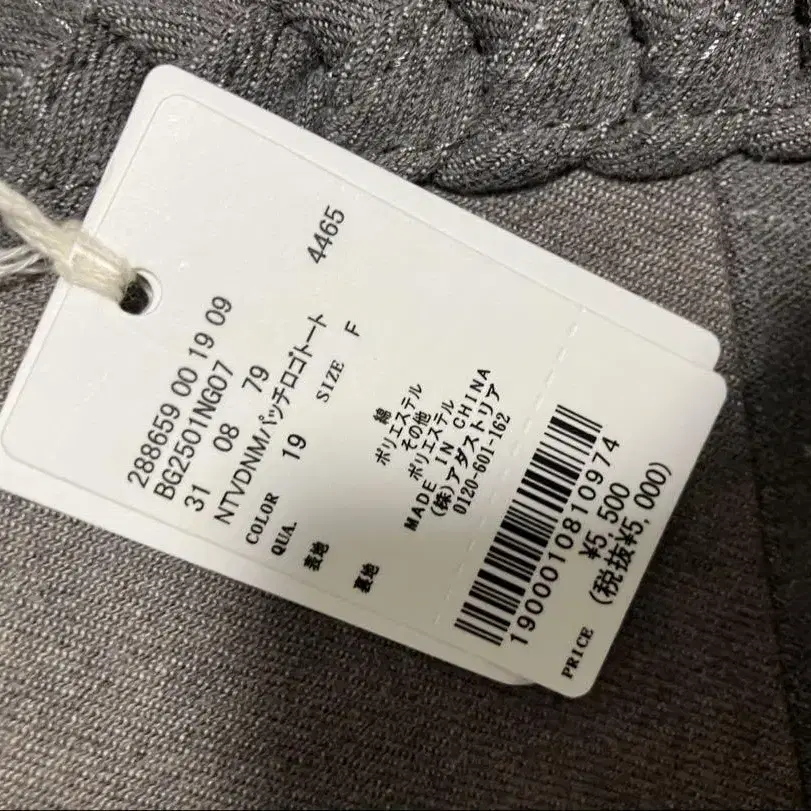 288659 00 19 09
BG2501NG07 4465
31 08 79
NTVDNMパッチロゴトート
COLOR 19 SIZE F
QUA.
表地 綿
ポリエステル
その他
裏地 ポリエステル
MADE IN CHINA
(株)アダストリア
0120-601-162
1900010810974
¥5,500
PRICE (税抜¥5,000)